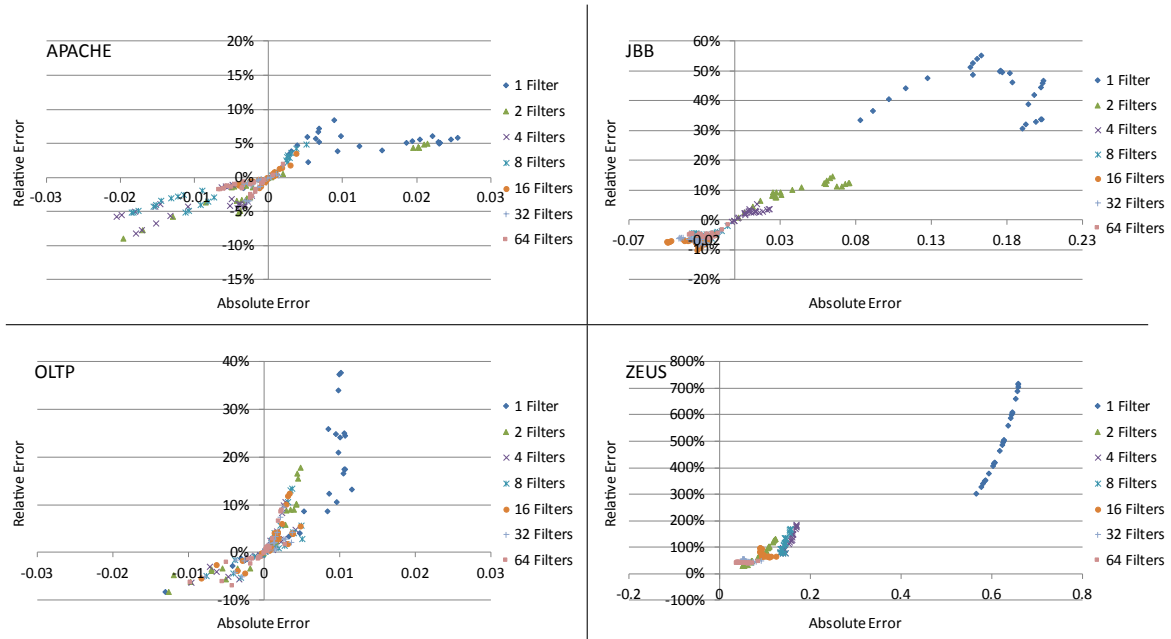 APACHE
Relative Error
20%
15%
10%
5%
0%
-5%
-10%
-15%
-0.03 -0.02 -0.01 0 0.01 0.02 0.03
Absolute Error
1 Filter
2 Filters
4 Filters
8 Filters
16 Filters
32 Filters
64 Filters
JBB
Relative Error
60%
50%
40%
30%
20%
10%
0%
-10%
-20%
-0.07 -0.02 0.03 0.08 0.13 0.18 0.23
Absolute Error
1 Filter
2 Filters
4 Filters
8 Filters
16 Filters
32 Filters
64 Filters
OLTP
Relative Error
40%
30%
20%
10%
0%
-10%
-0.03 -0.02 -0.01 0 0.01 0.02 0.03
Absolute Error
1 Filter
2 Filters
4 Filters
8 Filters
16 Filters
32 Filters
64 Filters
ZEUS
Relative Error
800%
700%
600%
500%
400%
300%
200%
100%
0%
-100%
-0.2 0 0.2 0.4 0.6 0.8
Absolute Error
1 Filter
2 Filters
4 Filters
8 Filters
16 Filters
32 Filters
64 Filters